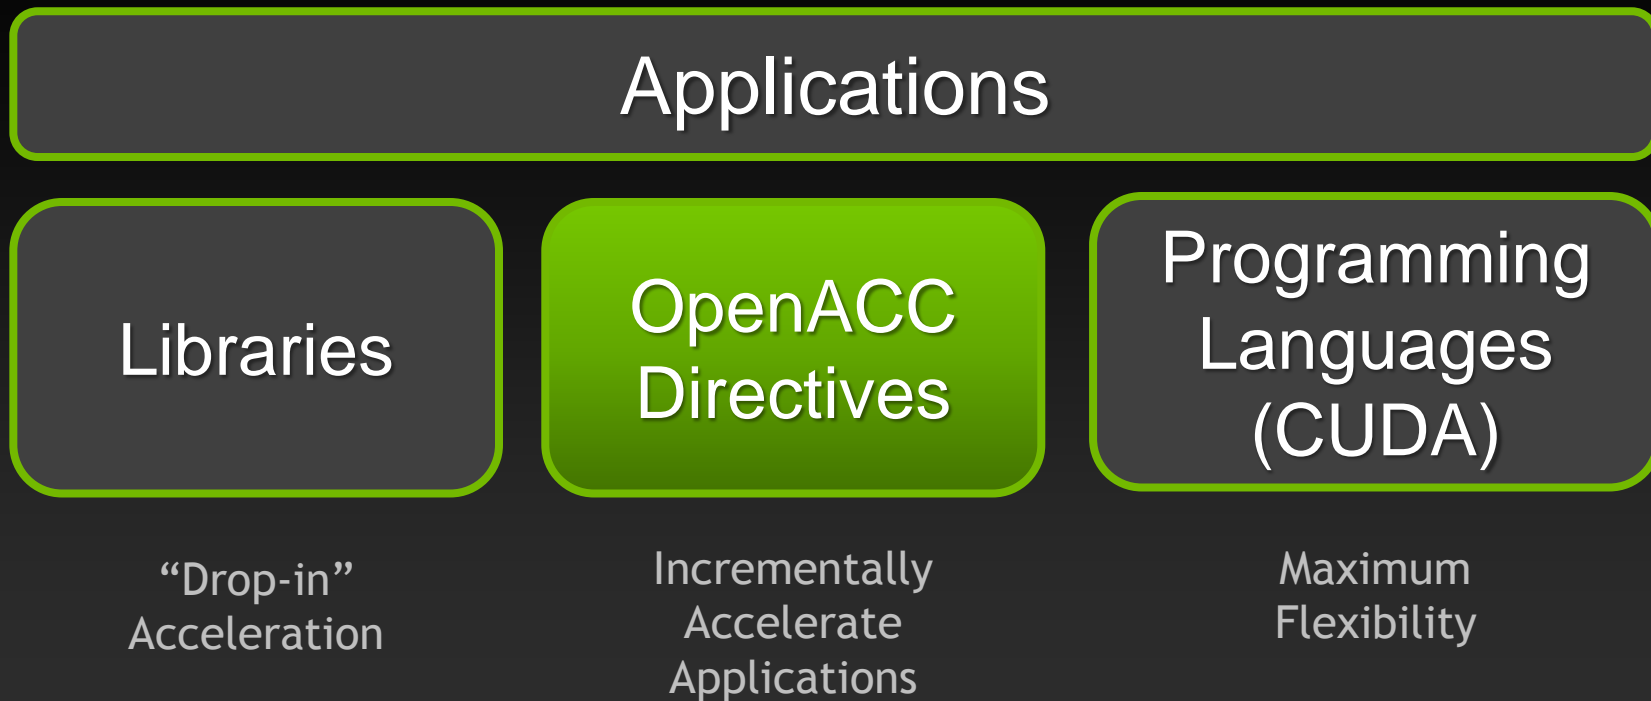 Applications
Libraries
OpenACC
Directives
Programming
Languages
(CUDA)
“Drop-in”
Acceleration
Incrementally
Accelerate
Applications
Maximum
Flexibility